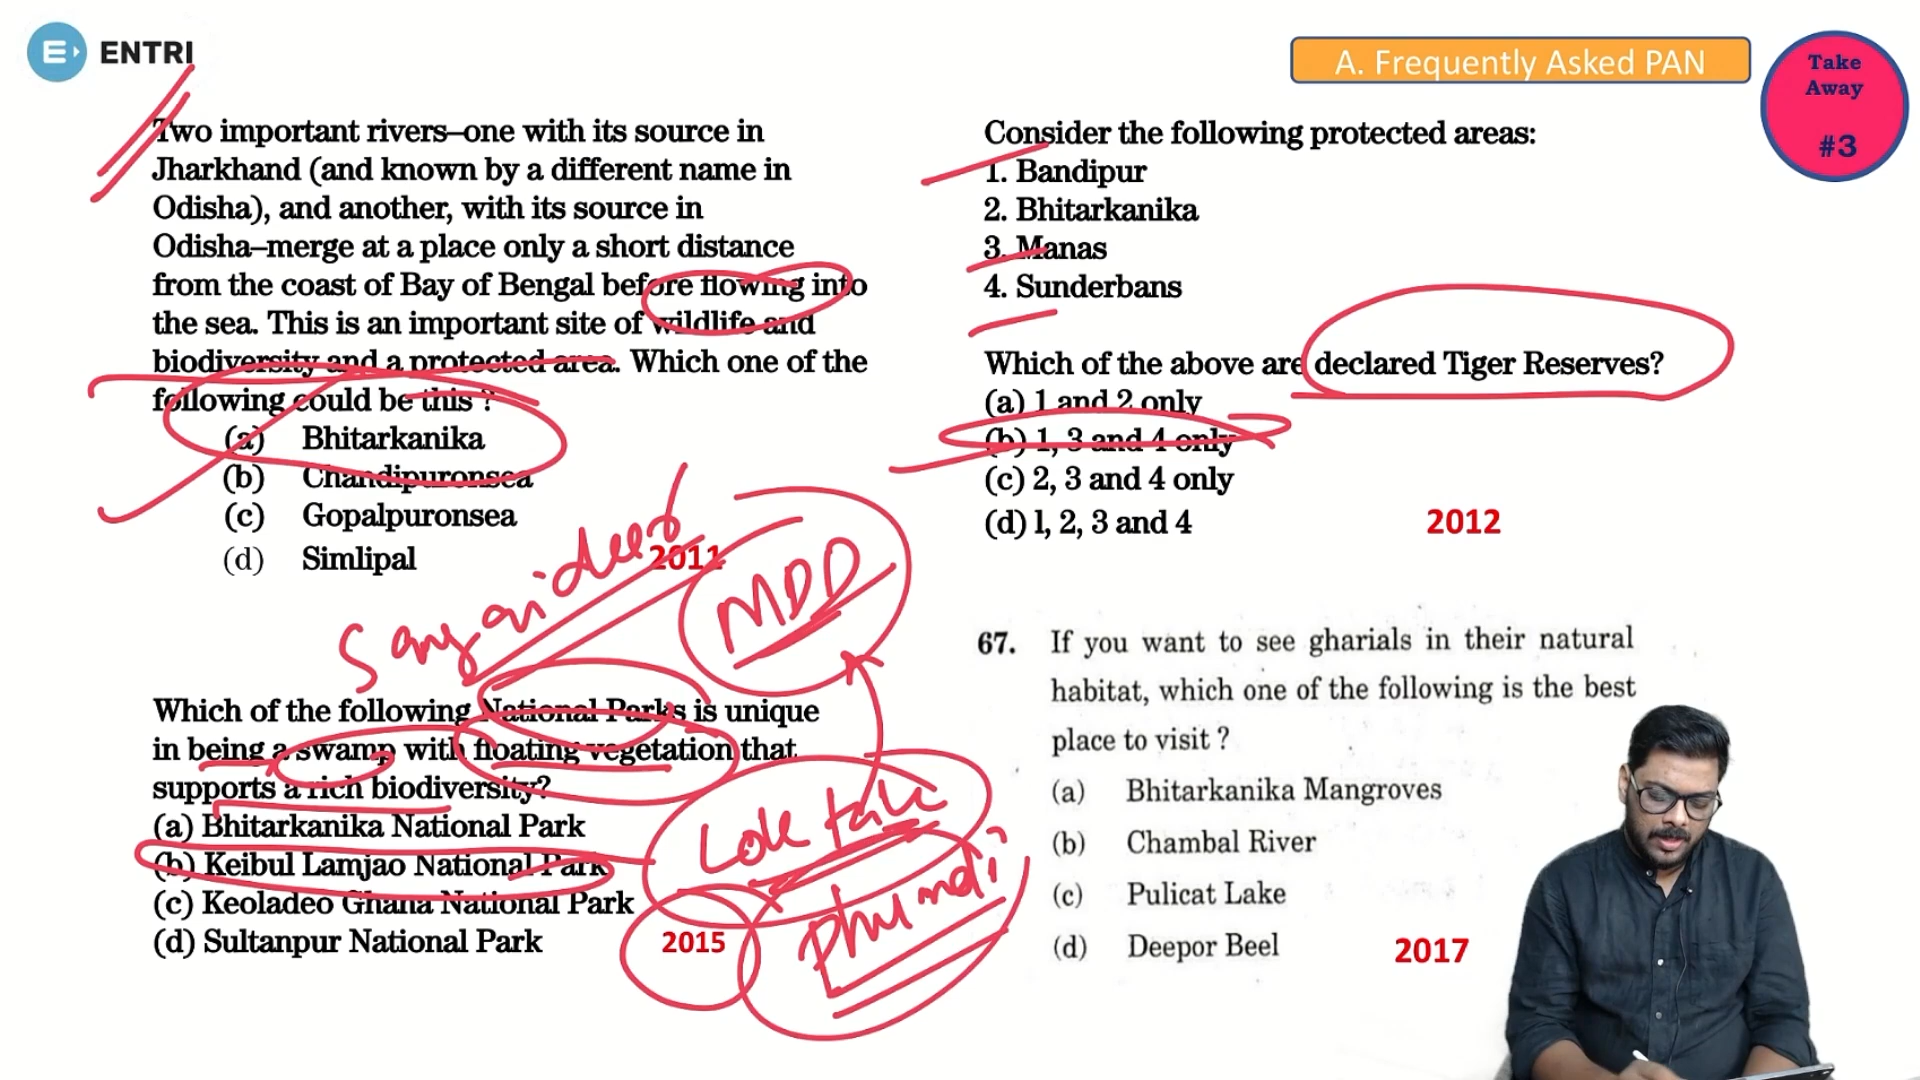 ENTRI
A. Frequently Asked PAN
Take
Away
#3
Two important rivers–one with its source in
Jharkhand (and known by a different name in
Odisha), and another, with its source in
Odisha–merge at a place only a short distance
from the coast of Bay of Bengal before flowing into
the sea. This is an important site of wildlife and
biodiversity and a protected area. Which one of the
following could be this ?
(a) Bhitarkanika
(b) Chandipuronsea
(c) Gopalpuronsea
(d) Simlipal
2011
Sangai deer
MDD
Which of the following National Parks is unique
in being a swamp with floating vegetation that
supports a rich biodiversity?
(a) Bhitarkanika National Park
(b) Keibul Lamjao National Park
(c) Keoladeo Ghana National Park
(d) Sultanpur National Park
2015
Loktak
phumdi
Consider the following protected areas:
1. Bandipur
2. Bhitarkanika
3. Manas
4. Sunderbans
Which of the above are declared Tiger Reserves?
(a) 1 and 2 only
(b) 1, 3 and 4 only
(c) 2, 3 and 4 only
(d) l, 2, 3 and 4
2012
67. If you want to see gharials in their natural
habitat, which one of the following is the best
place to visit ?
(a) Bhitarkanika Mangroves
(b) Chambal River
(c) Pulicat Lake
(d) Deepor Beel
2017